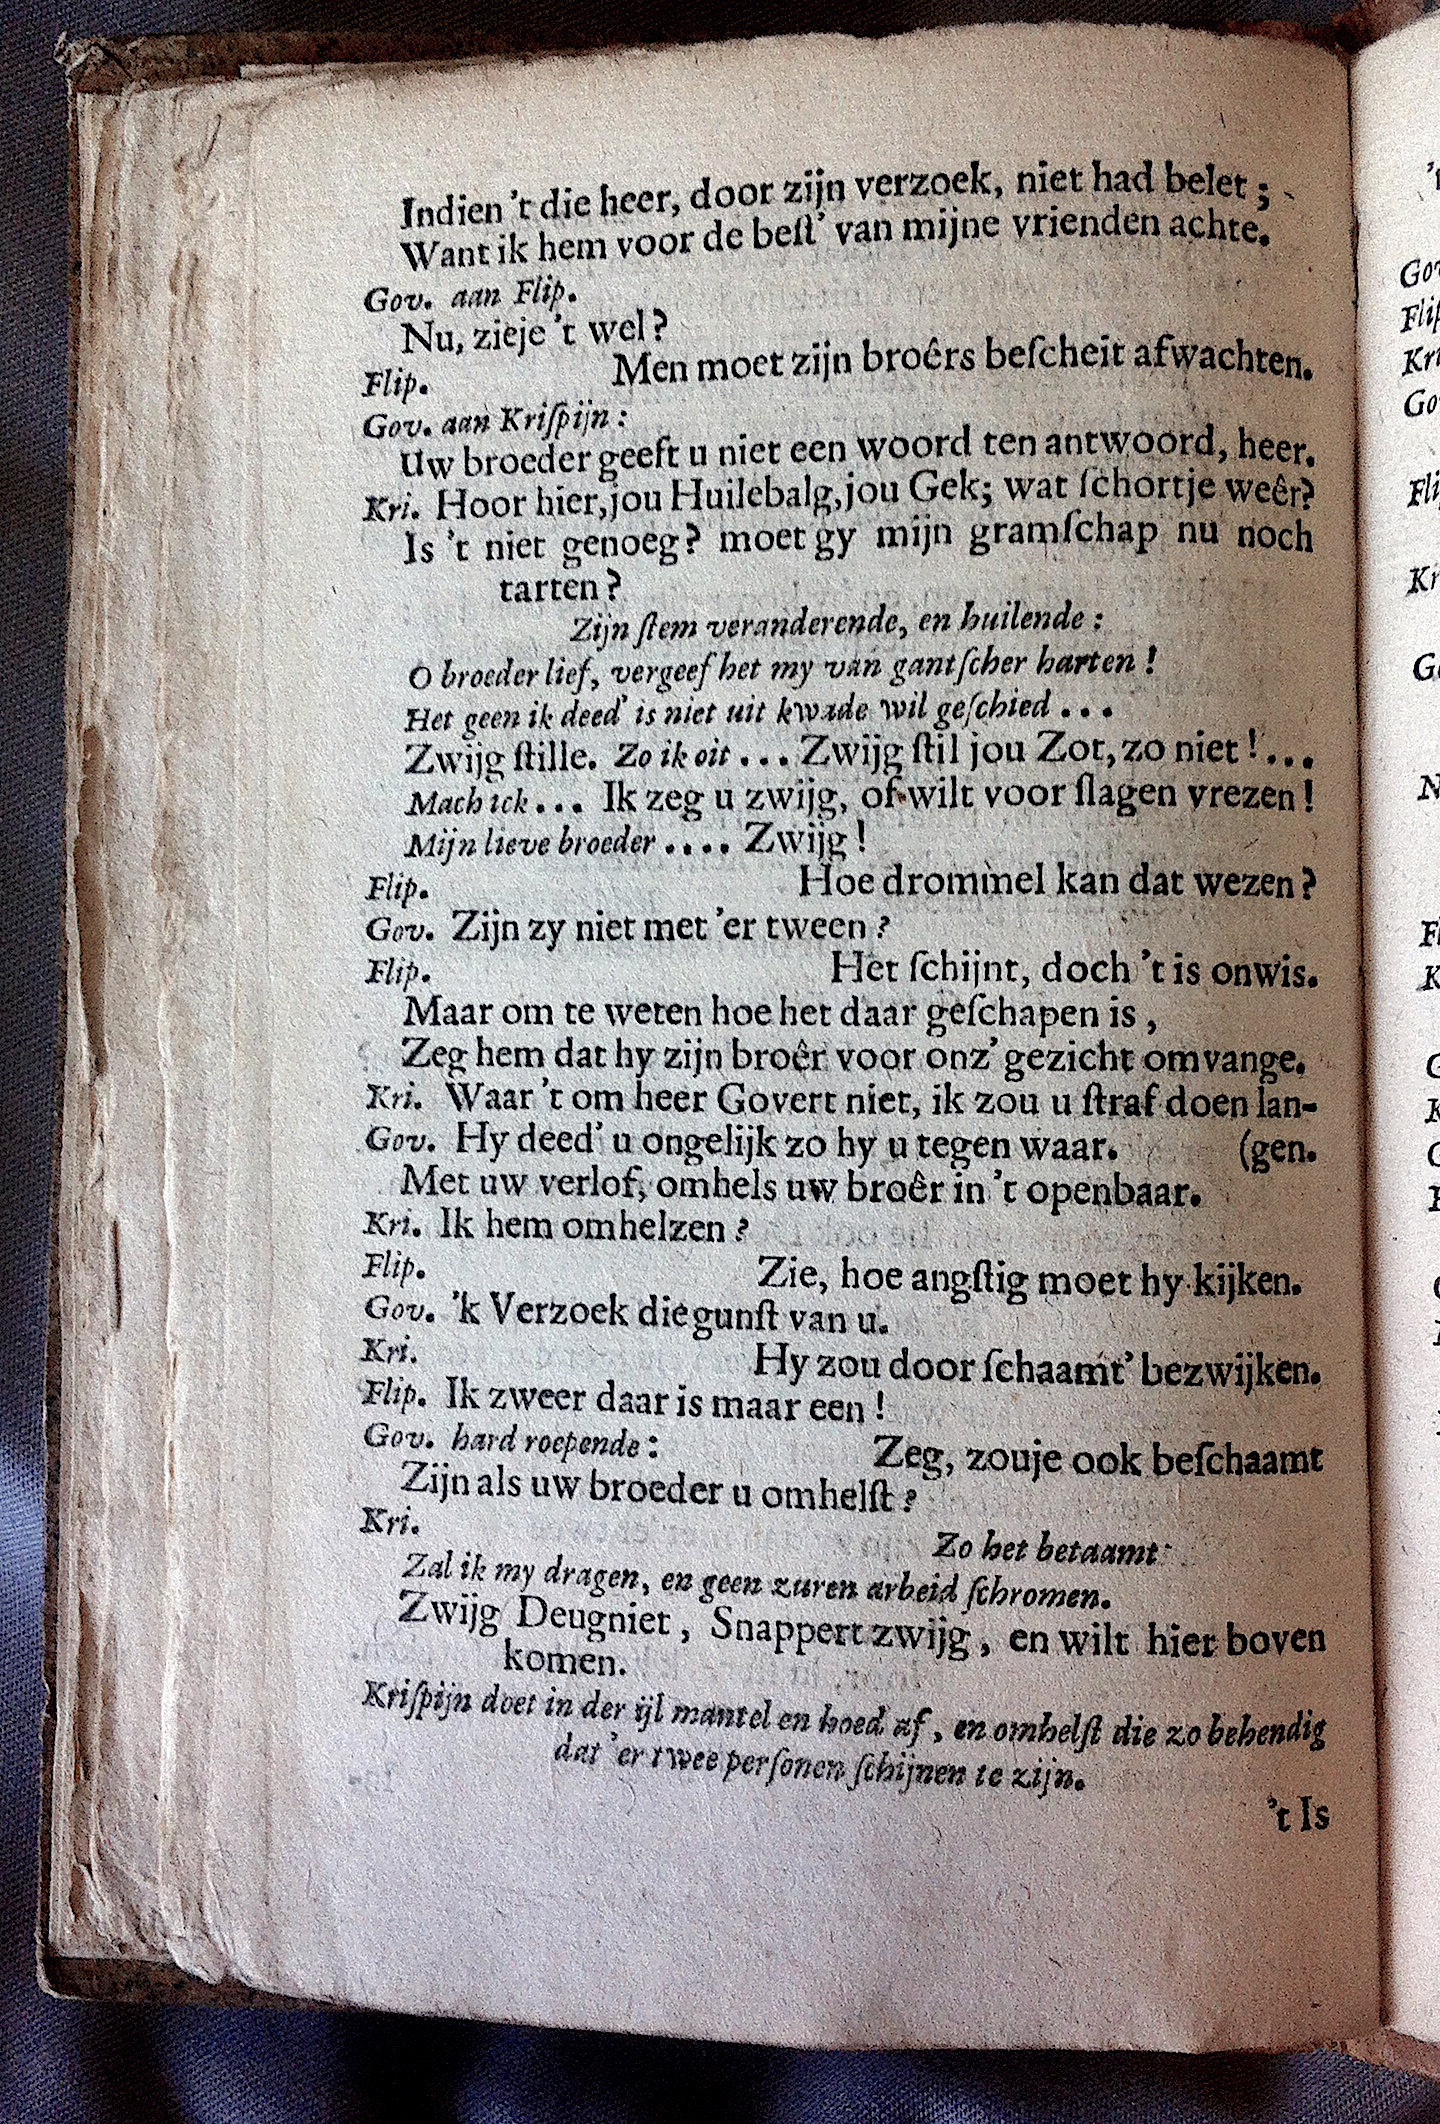 Indien 't die heer, door zijn verzoek, niet had belet;
Want ik hem voor de beſt' van mijne vrienden achte.
Gov. aan Flip.
Nu, zieje 't wel?
Flip. Men moet zijn broêrs beſcheit afwachten.
Gov. aan Kriſpijn:
Uw broeder geeft u niet een woord ten antwoord, heer.
Kri. Hoor hier, jou Huilebalg, jou Gek; wat ſchortje weêr?
Is 't niet genoeg? moet gy mijn gramſchap nu noch
tarten?
Zijn ſtem veranderende, en huilende:
O broeder lief, vergeef het my van gantſcher harten!
Het geen ik deed' is niet uit kwade wil geſchied...
Zwijg ſtille. Zo ik oit... Zwijg ſtil jou Zot, zo niet!...
Mach ick... Ik zeg u zwijg, of wilt voor ſlagen vrezen!
Mijn lieve broeder.... Zwijg!
Flip. Hoe drommel kan dat wezen?
Gov. Zijn zy niet met 'er tween?
Flip. Het ſchijnt, doch 't is onwis.
Maar om te weten hoe het daar geſchapen is,
Zeg hem dat hy zijn broêr voor onz' gezicht omvange.
Kri. Waar 't om heer Govert niet, ik zou u ſtraf doen lan-
Gov. Hy deed' u ongelijk zo hy u tegen waar. (gen.
Met uw verlof, omhels uw broêr in 't openbaar.
Kri. Ik hem omhelzen?
Flip. Zie, hoe angſtig moet hy kijken.
Gov. 'k Verzoek die gunſt van u.
Kri. Hy zou door ſchaamt' bezwijken.
Flip. Ik zweer daar is maar een!
Gov. hard roepende: Zeg, zouje ook beſchaamt
Zijn als uw broeder u omhelſt?
Kri. Zo het betaamt
Zal ik my dragen, en geen zuren arbeid ſchromen.
Zwijg Deugniet, Snappert zwijg, en wilt hier boven
komen.
Kriſpijn doet in der ijl mantel en hoed af, en omhelſt die zo behendig
dat 'er twee perſonen ſchijnen te zijn.
't Is